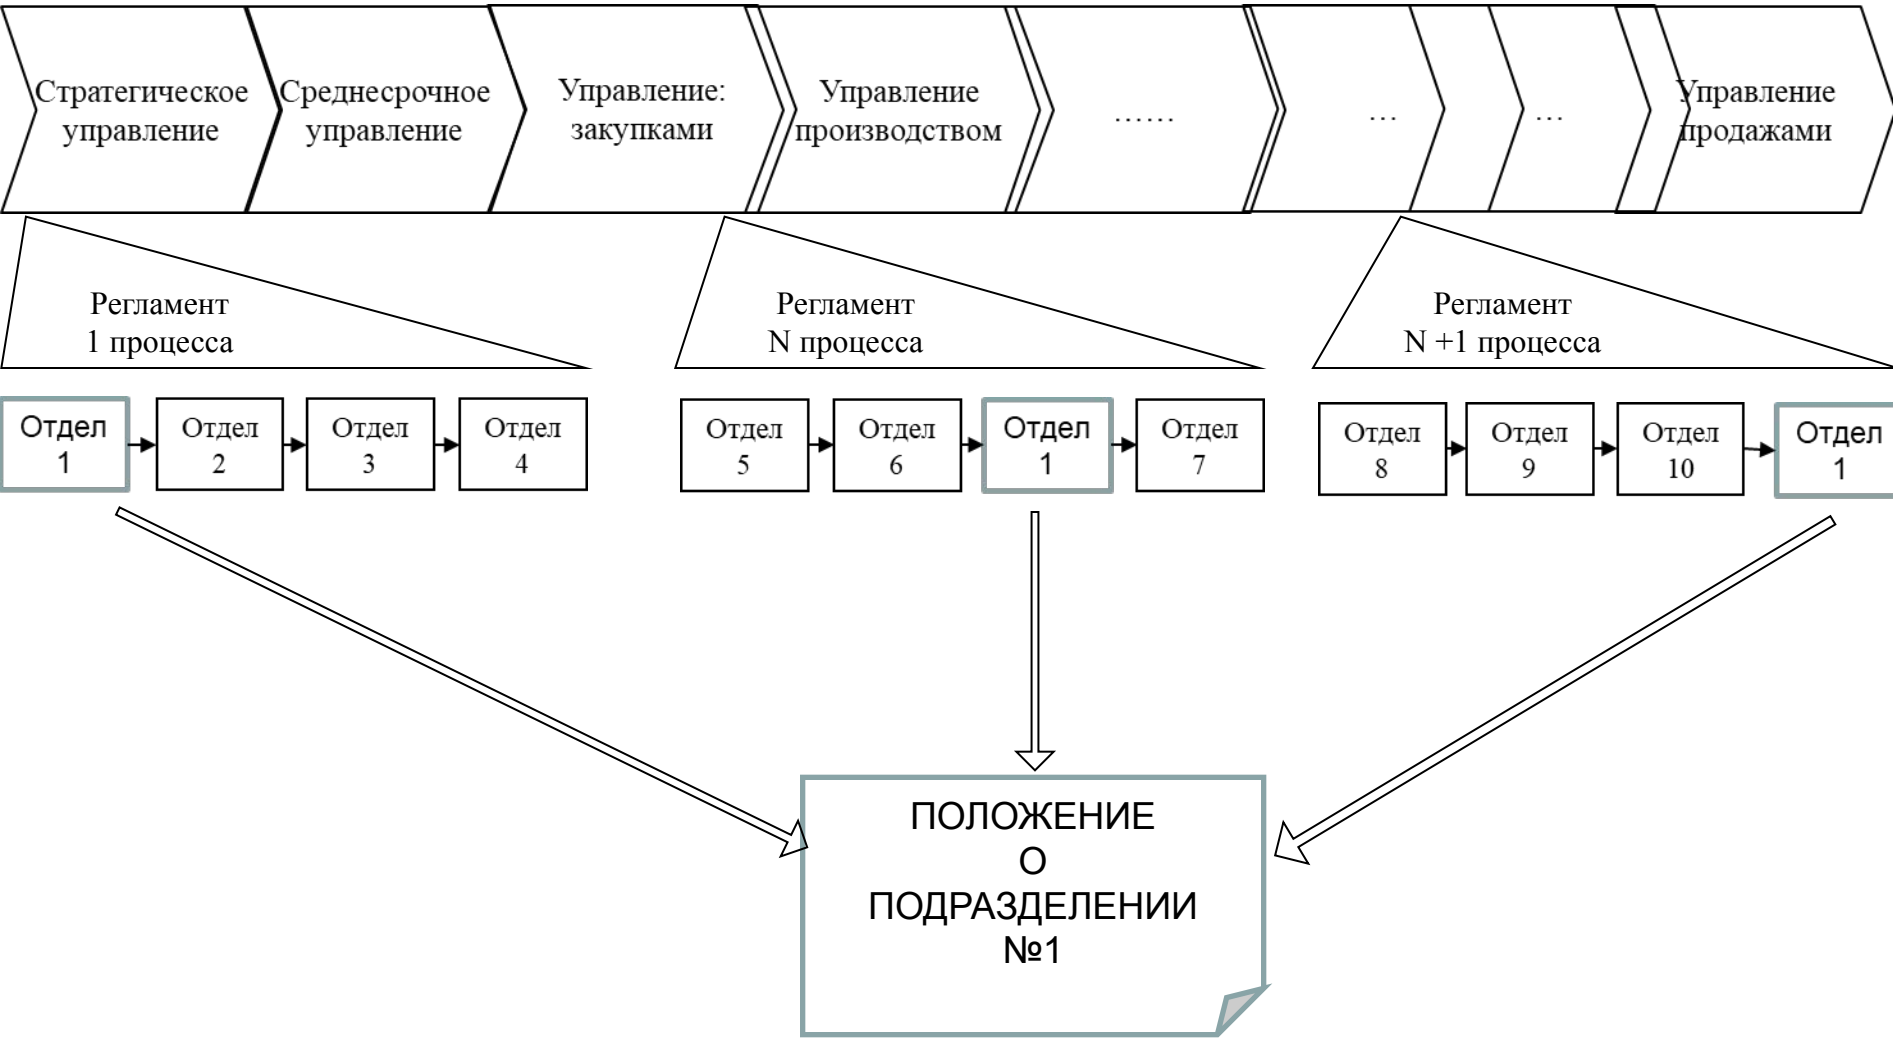 Стратегическое
управление
Среднесрочное
управление
Управление:
закупками
Управление
производством
……
…
…
Управление
продажами
Регламент
1 процесса
Регламент
N процесса
Регламент
N +1 процесса
Отдел
1
Отдел
2
Отдел
3
Отдел
4
Отдел
5
Отдел
6
Отдел
1
Отдел
7
Отдел
8
Отдел
9
Отдел
10
Отдел
1
ПОЛОЖЕНИЕ
О
ПОДРАЗДЕЛЕНИИ
№1